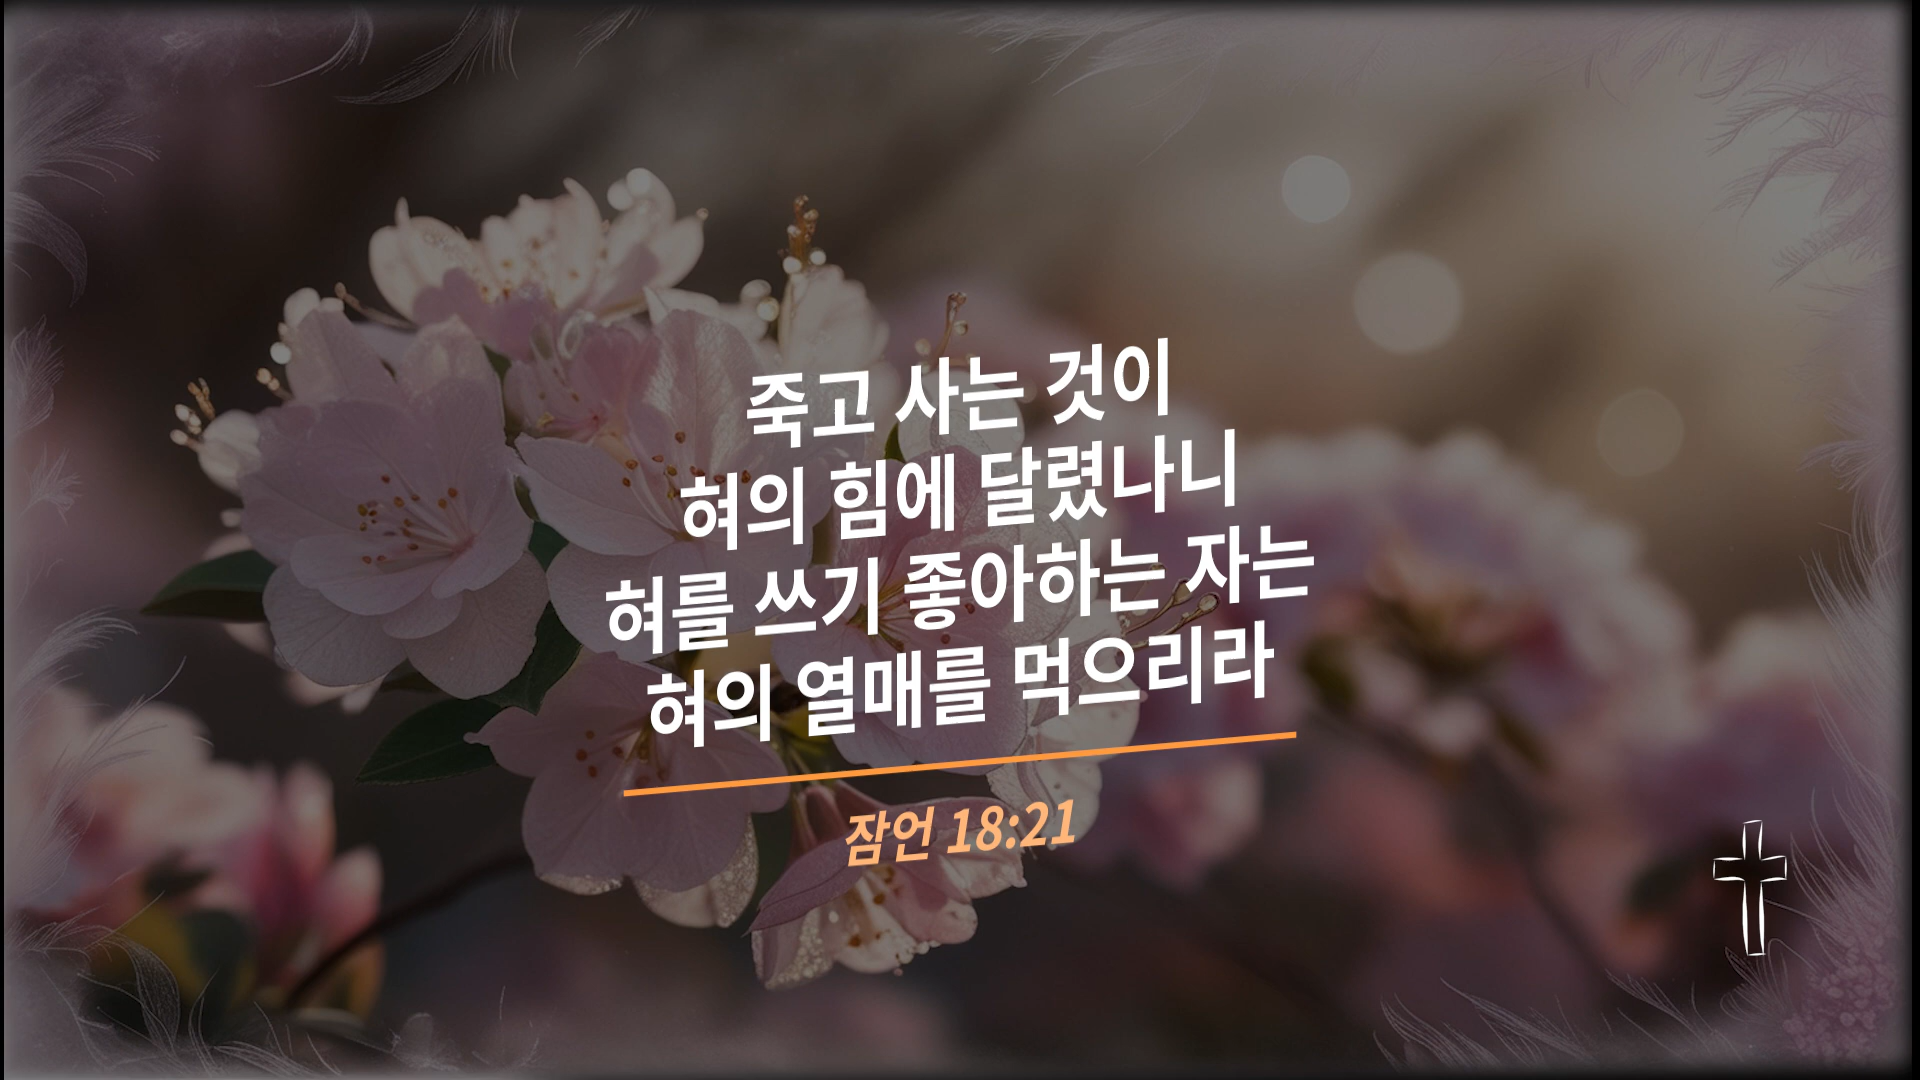 죽고 사는 것이
혀의 힘에 달렸나니
혀를 쓰기 좋아하는 자는
혀의 열매를 먹으리라
잠언 18:21